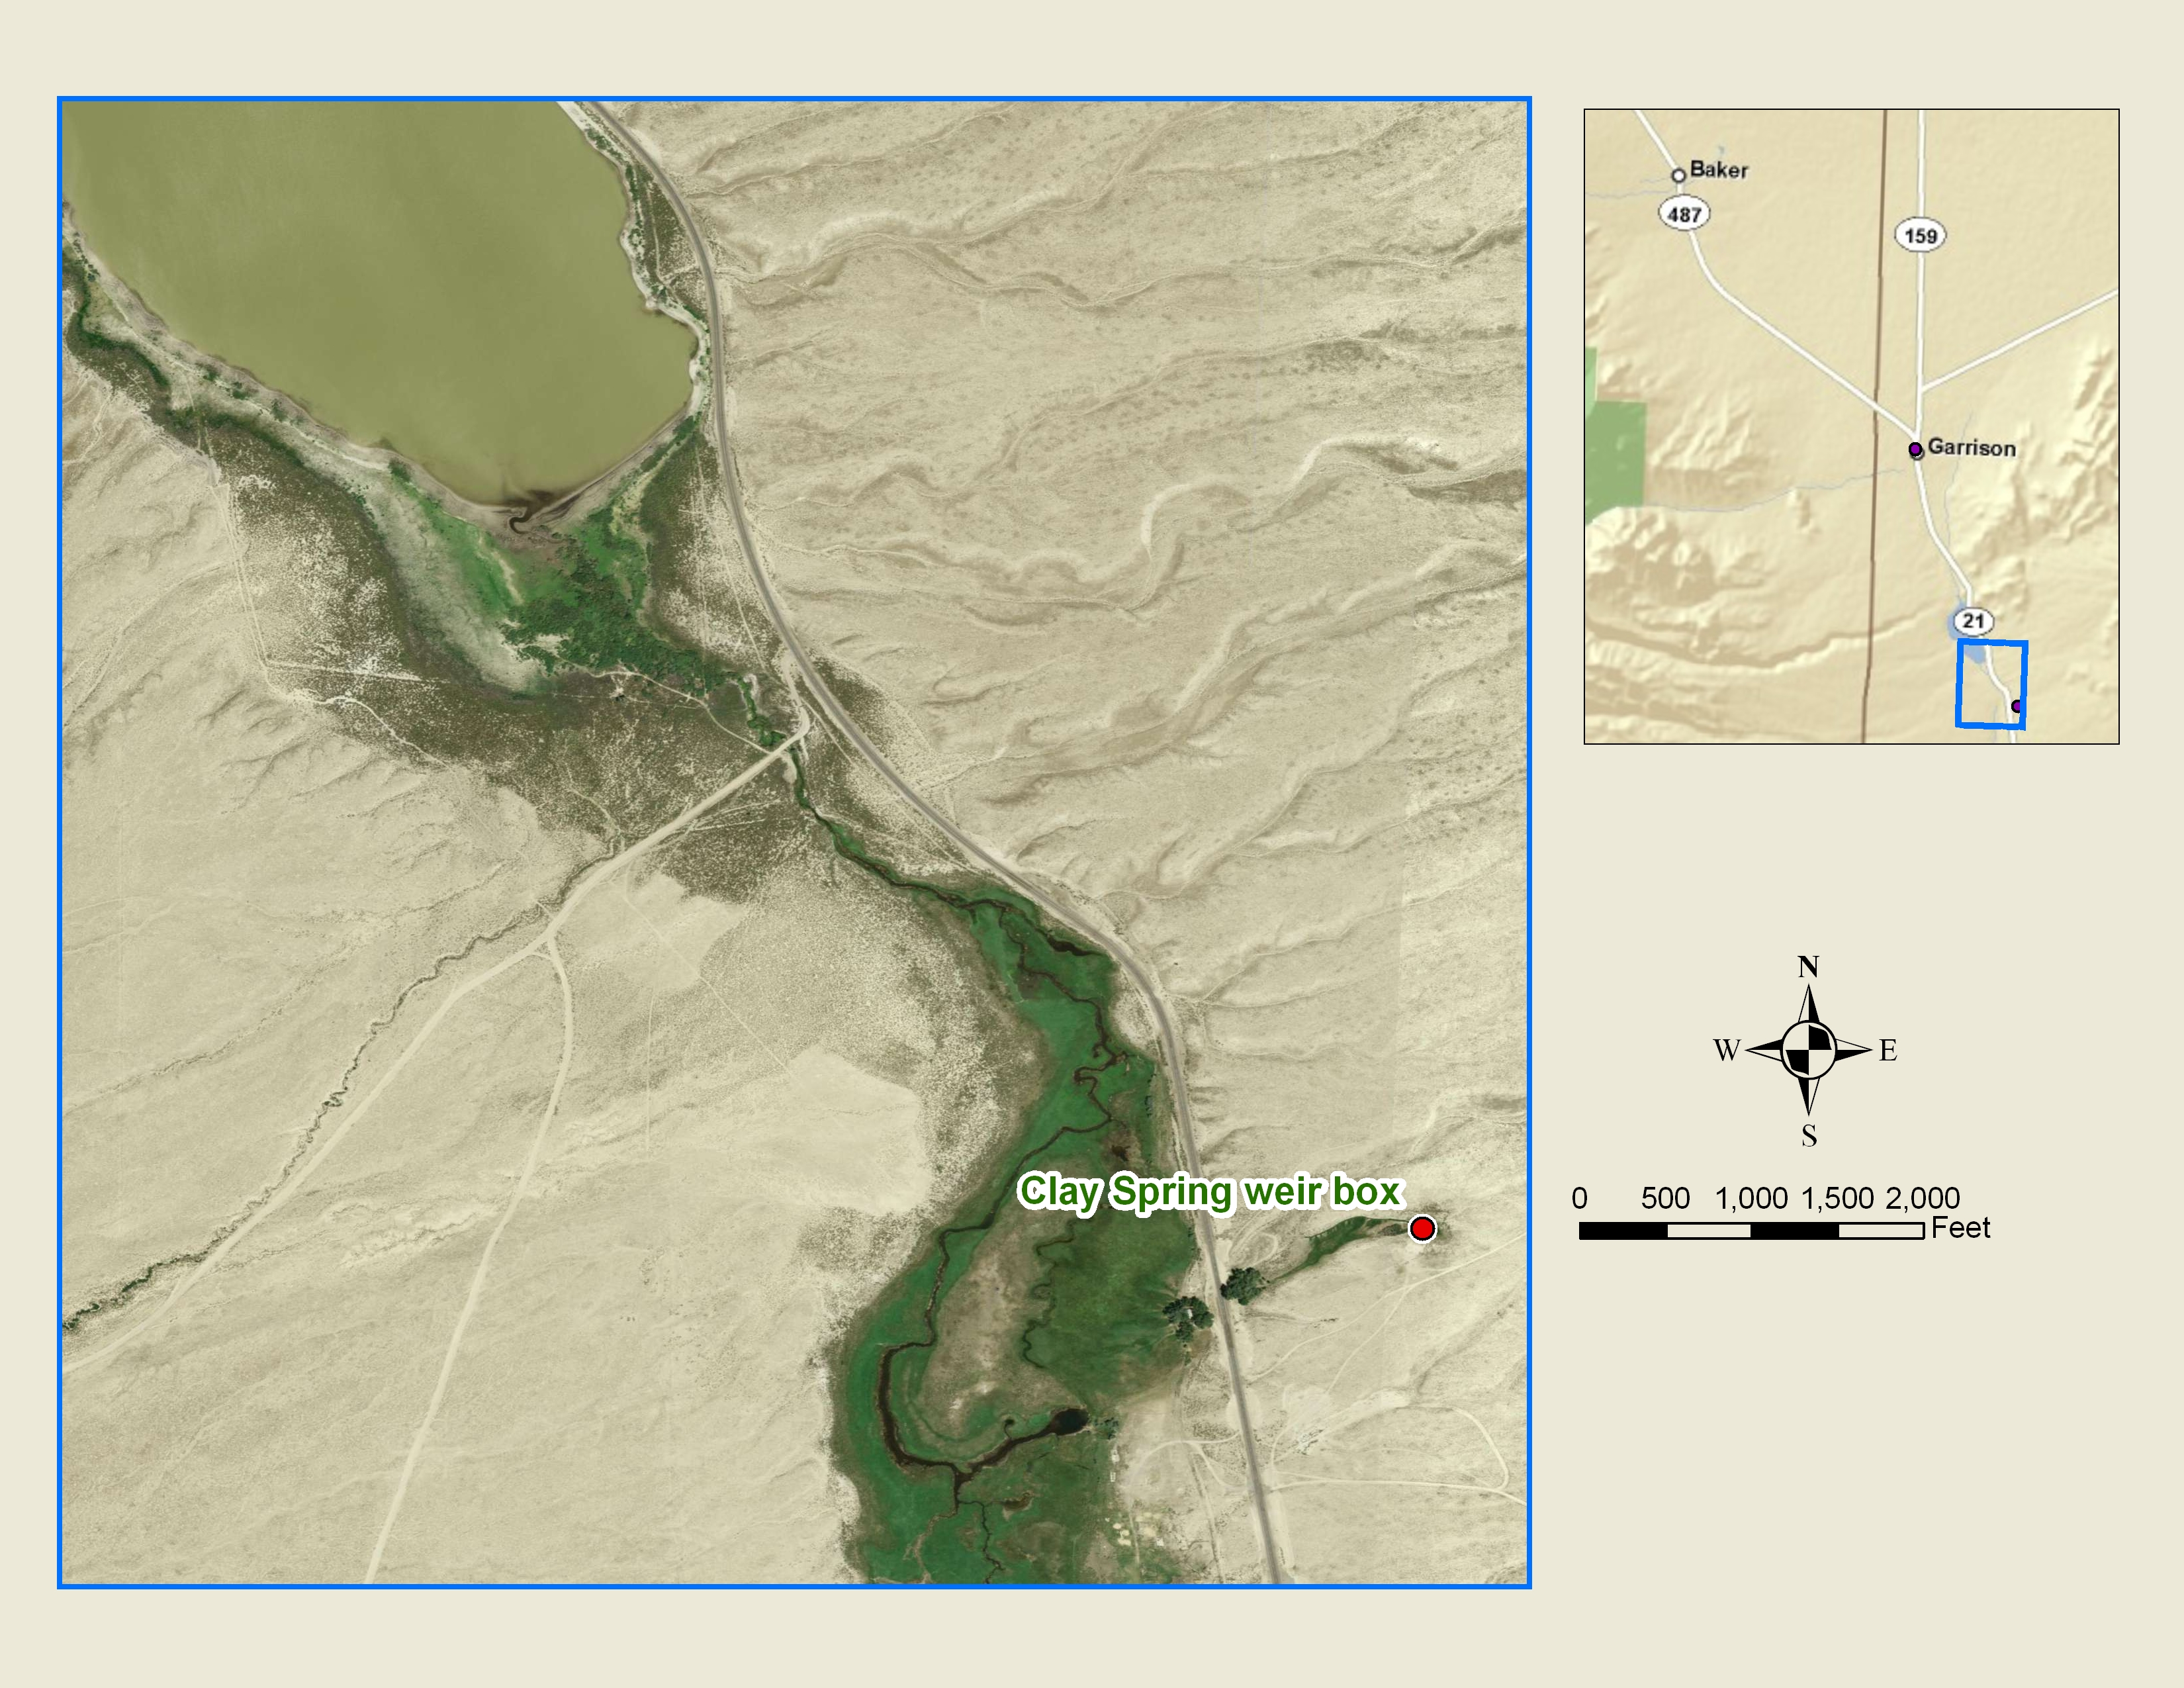 Baker
487
159
Garrison
21
Clay Spring weir box
N
W E
S
0 500 1,000 1,500 2,000
Feet